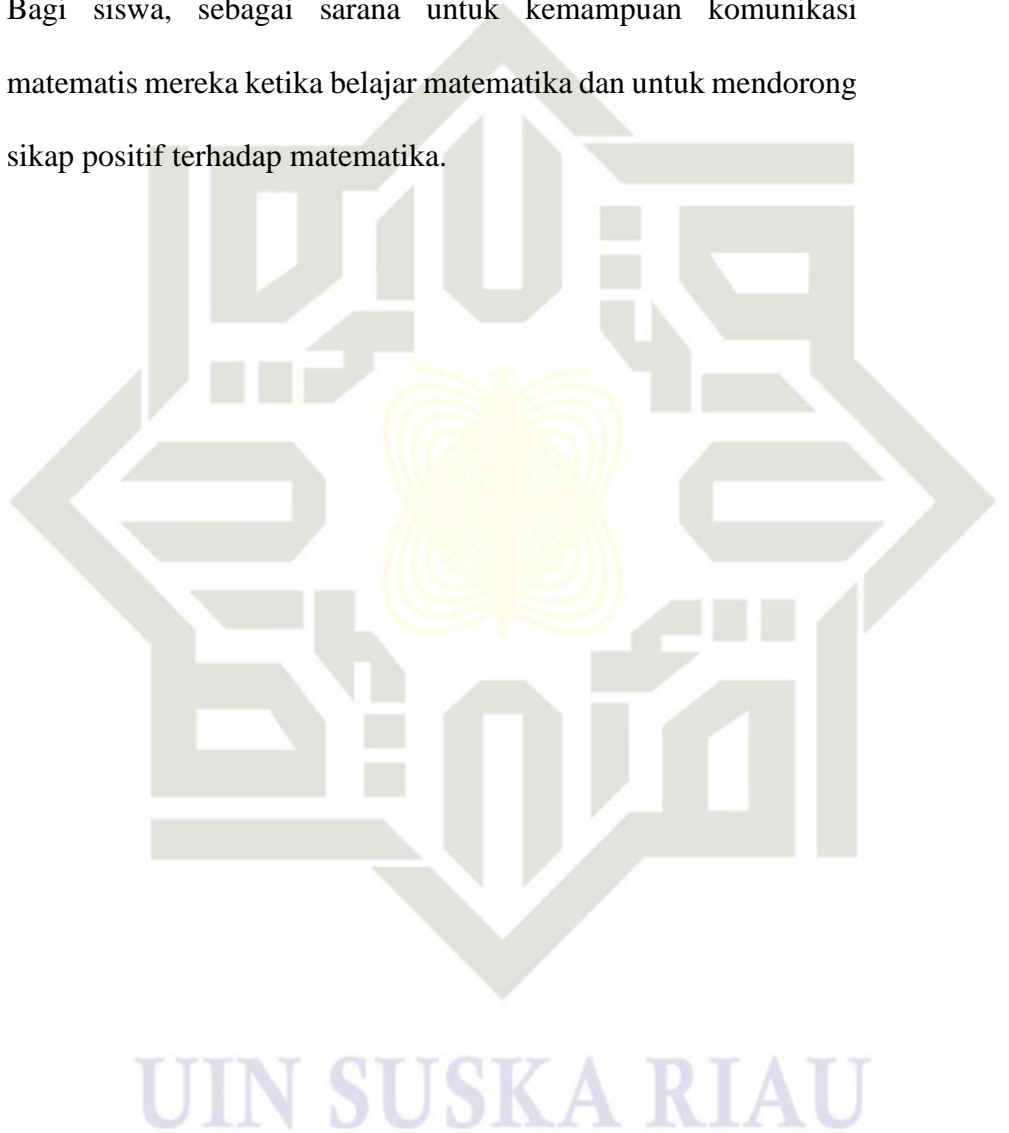 Bagi siswa, sebagai sarana untuk kemampuan komunikasi
matematis mereka ketika belajar matematika dan untuk mendorong
sikap positif terhadap matematika.
UIN SUSKA RIAU